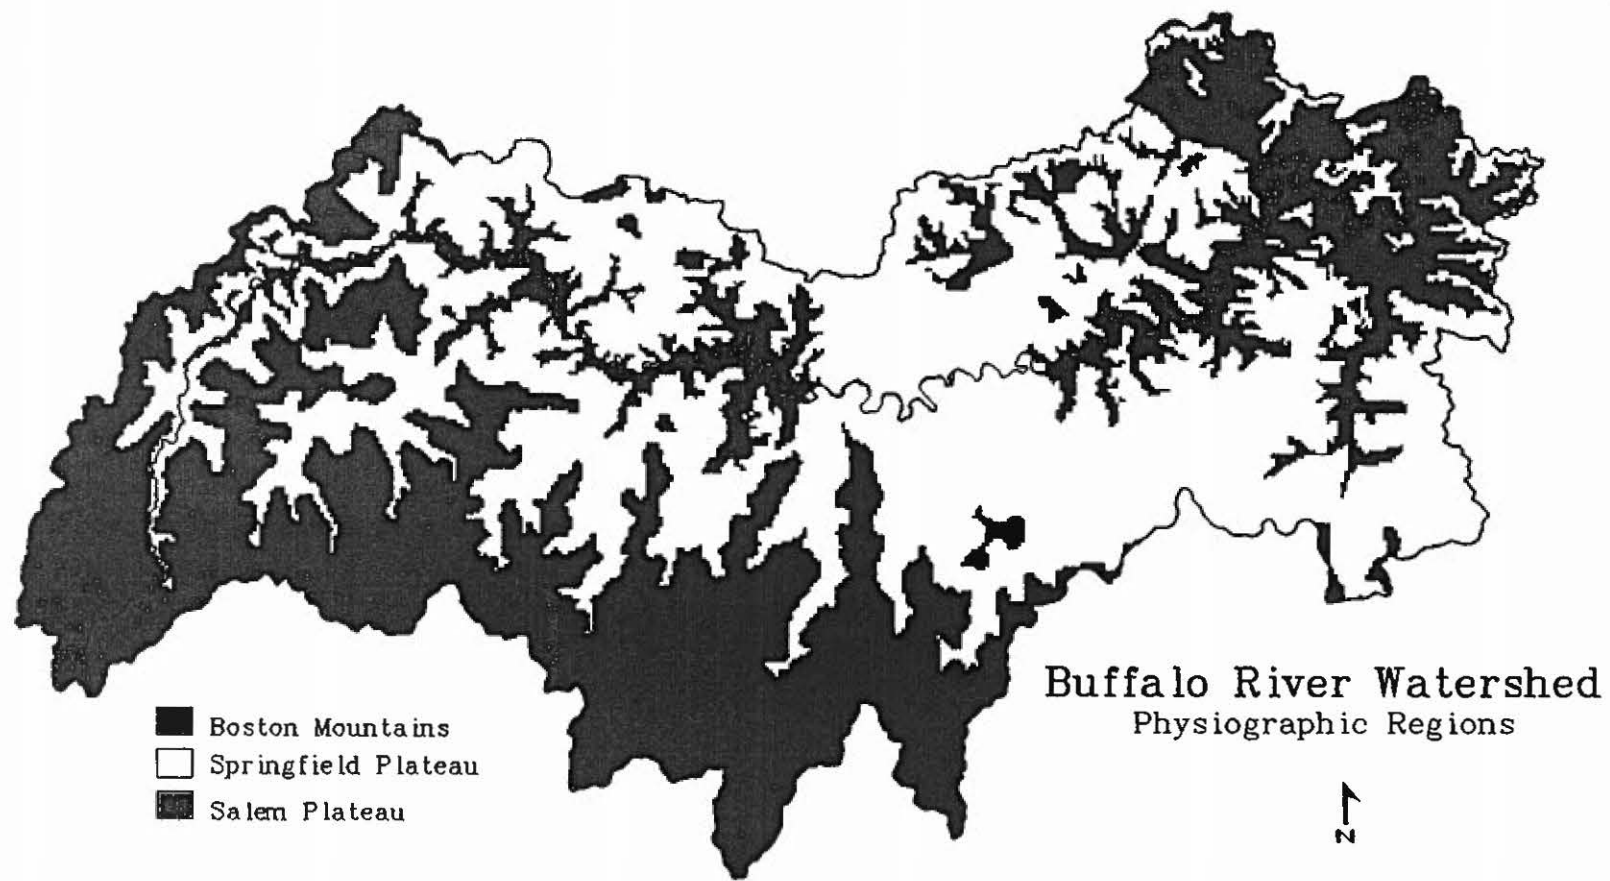 Buffalo River Watershed
Physiographic Regions
Boston Mountains
Springfield Plateau
Salem Plateau
N